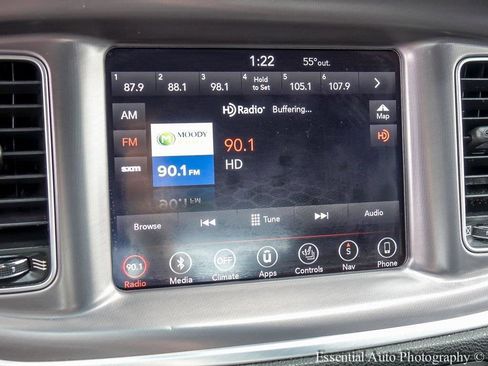 1:22 55°out.
1 2 3 4 5 6
87.9 88.1 98.1 Hold to Set 105.1 107.9
AM HD Radio Buffering... Map
FM MOODY 90.1 HD
sxm 90.1 FM HD
Browse Tune Audio
90.1 OFF S
Radio Media Climate Apps Controls Nav Phone
Essential Auto Photography ©